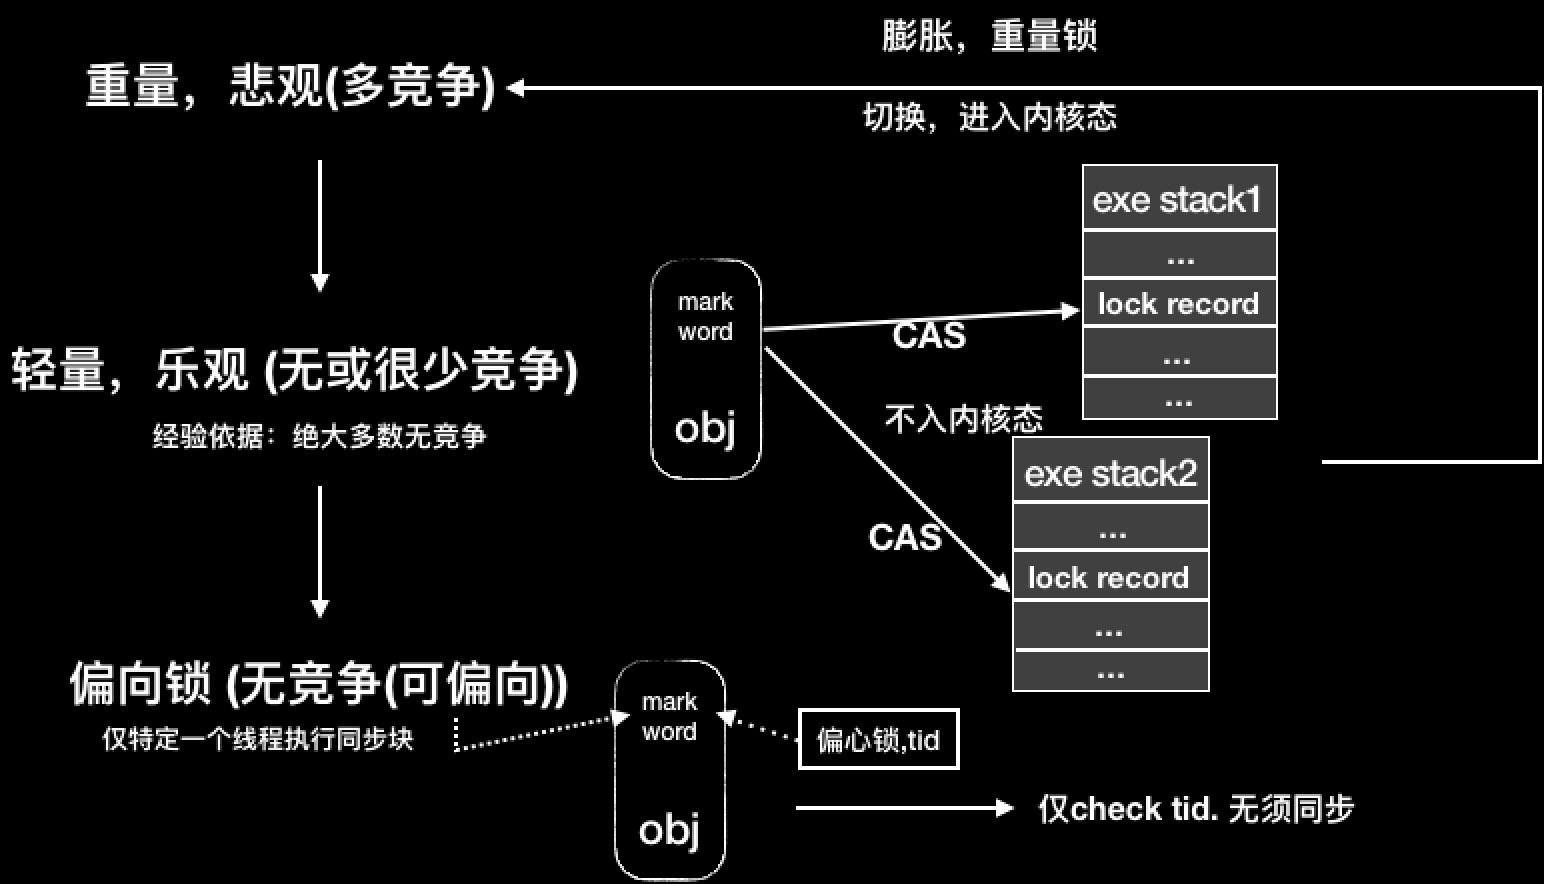 膨胀，重量锁
重量，悲观(多竞争)
切换，进入内核态
exe stack1
...
lock record
...
...
mark
word
obj
CAS
轻量，乐观 (无或很少竞争)
经验依据：绝大多数无竞争
不入内核态
exe stack2
...
lock record
...
...
CAS
偏向锁 (无竞争(可偏向))
仅特定一个线程执行同步块
mark
word
obj
偏心锁,tid
仅check tid. 无须同步